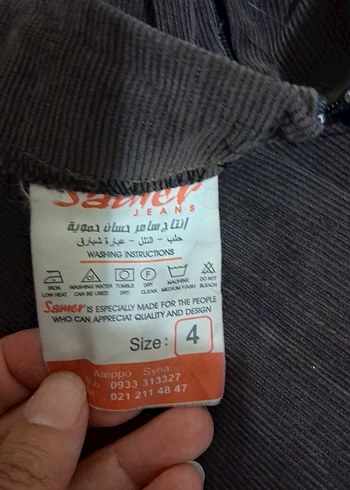 Samer
JEANS
إنتاج سامر حسان حموية
حلب - التلل - عبارة شبارق
WASHING INSTRUCTIONS
IRON LOW HEAT
WASHING WATER CAN BE USED
TUMBLE DRY
DRY CLEAN
MACHINE MEDIUM WASH
DO NOT BLEACH
Samer IS ESPECIALLY MADE FOR THE PEOPLE
WHO CAN APPRECIAT QUALITY AND DESIGN
Size: 4
Aleppo Syria
0933 313327
021 211 48 47